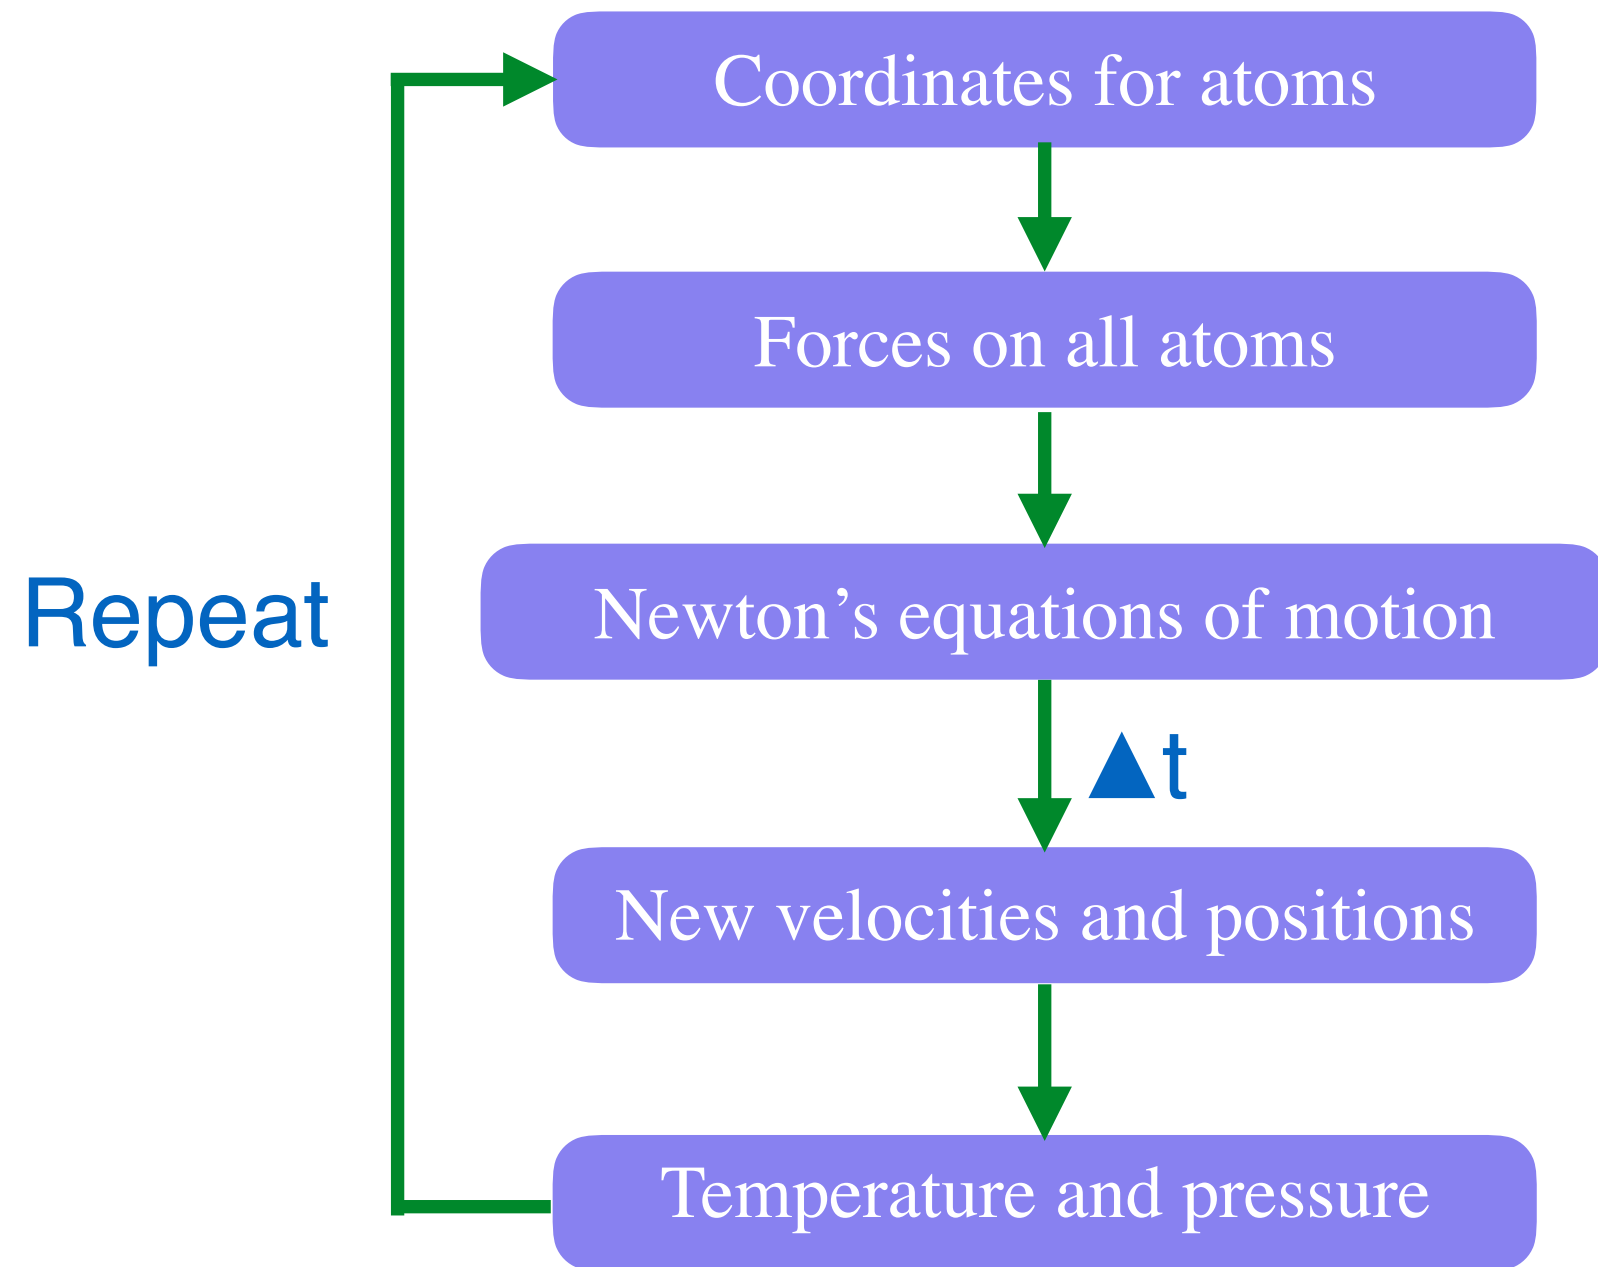 Coordinates for atoms
Forces on all atoms
Newton’s equations of motion
Repeat
▲t
New velocities and positions
Temperature and pressure